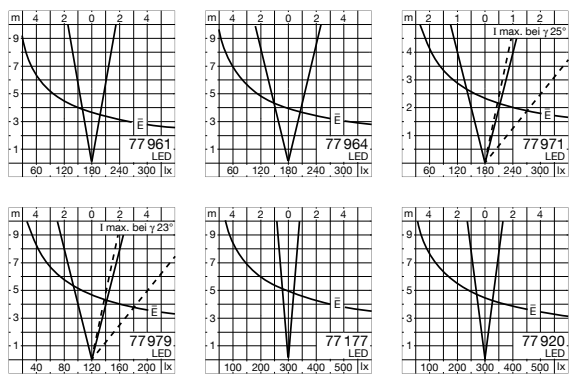 m 4 2 0 2 4
9
7
5
3
1
Ē
77 961
LED
60 120 180 240 300 lx
m 4 2 0 2 4
9
7
5
3
1
Ē
77 964
LED
60 120 180 240 300 lx
m 2 1 0 1 2
I max. bei γ 25°
4
3
2
1
Ē
77 971
LED
60 120 180 240 300 lx
m 4 2 0 2 4
I max. bei γ 23°
9
7
5
3
1
Ē
77 979
LED
40 80 120 160 200 lx
m 4 2 0 2 4
9
7
5
3
1
Ē
77 177
LED
100 200 300 400 500 lx
m 4 2 0 2 4
9
7
5
3
1
Ē
77 920
LED
100 200 300 400 500 lx